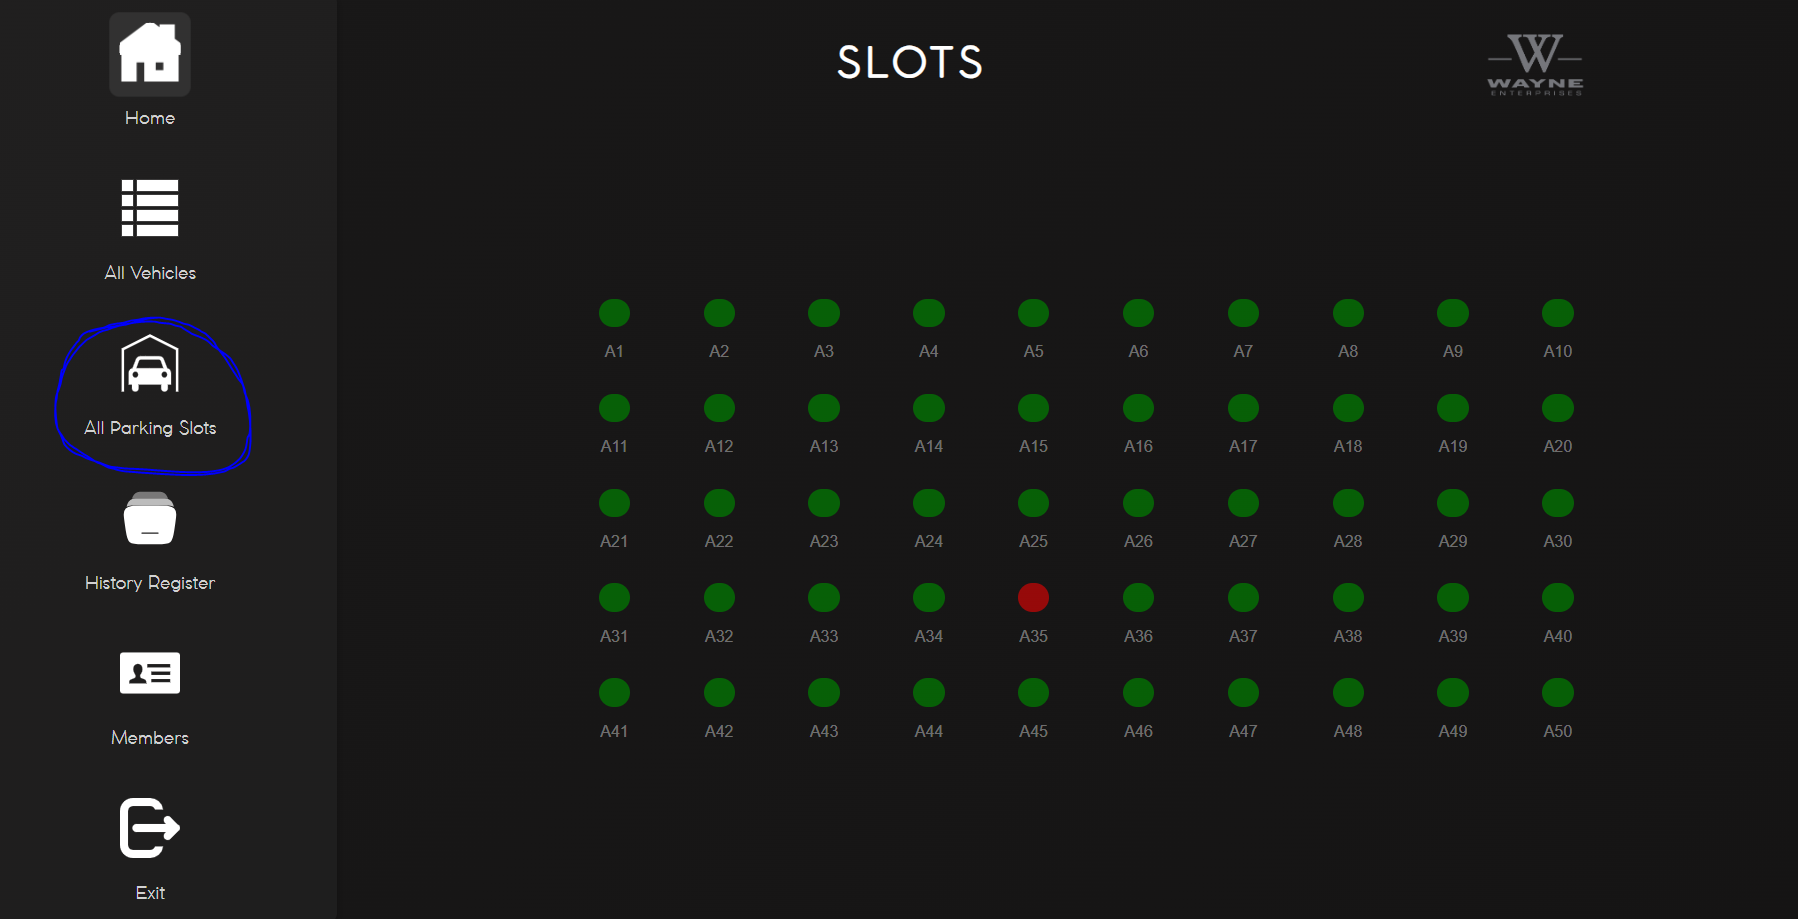 Home
All Vehicles
All Parking Slots
History Register
Members
Exit
SLOTS
W
WAYNE
ENTERPRISES
A1 A2 A3 A4 A5 A6 A7 A8 A9 A10
A11 A12 A13 A14 A15 A16 A17 A18 A19 A20
A21 A22 A23 A24 A25 A26 A27 A28 A29 A30
A31 A32 A33 A34 A35 A36 A37 A38 A39 A40
A41 A42 A43 A44 A45 A46 A47 A48 A49 A50